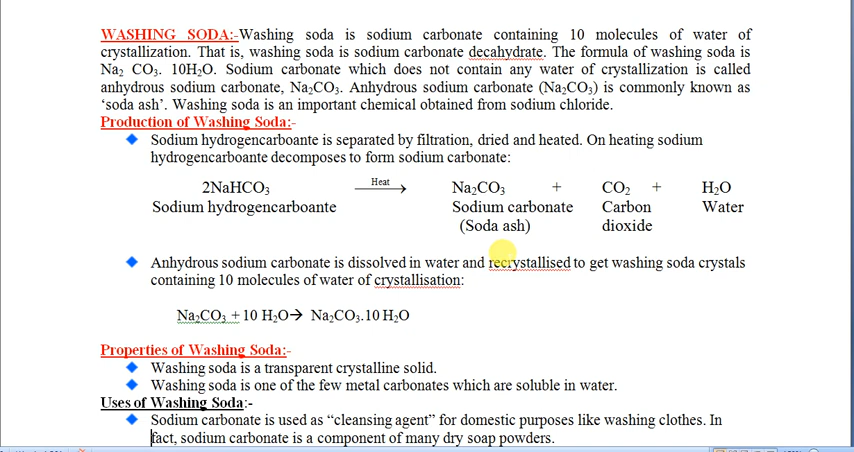 WASHING SODA:-Washing soda is sodium carbonate containing 10 molecules of water of
crystallization. That is, washing soda is sodium carbonate decahydrate. The formula of washing soda is
Na₂ CO₃. 10H₂O. Sodium carbonate which does not contain any water of crystallization is called
anhydrous sodium carbonate, Na₂CO₃. Anhydrous sodium carbonate (Na₂CO₃) is commonly known as
‘soda ash’. Washing soda is an important chemical obtained from sodium chloride.
Production of Washing Soda:-
Sodium hydrogencarboante is separated by filtration, dried and heated. On heating sodium
hydrogencarboante decomposes to form sodium carbonate:
2NaHCO₃ Heat → Na₂CO₃ + CO₂ + H₂O
Sodium hydrogencarboante Sodium carbonate Carbon Water
(Soda ash) dioxide
Anhydrous sodium carbonate is dissolved in water and recrystallised to get washing soda crystals
containing 10 molecules of water of crystallisation:
Na₂CO₃ + 10 H₂O→ Na₂CO₃.10 H₂O
Properties of Washing Soda:-
Washing soda is a transparent crystalline solid.
Washing soda is one of the few metal carbonates which are soluble in water.
Uses of Washing Soda:-
Sodium carbonate is used as “cleansing agent” for domestic purposes like washing clothes. In
fact, sodium carbonate is a component of many dry soap powders.